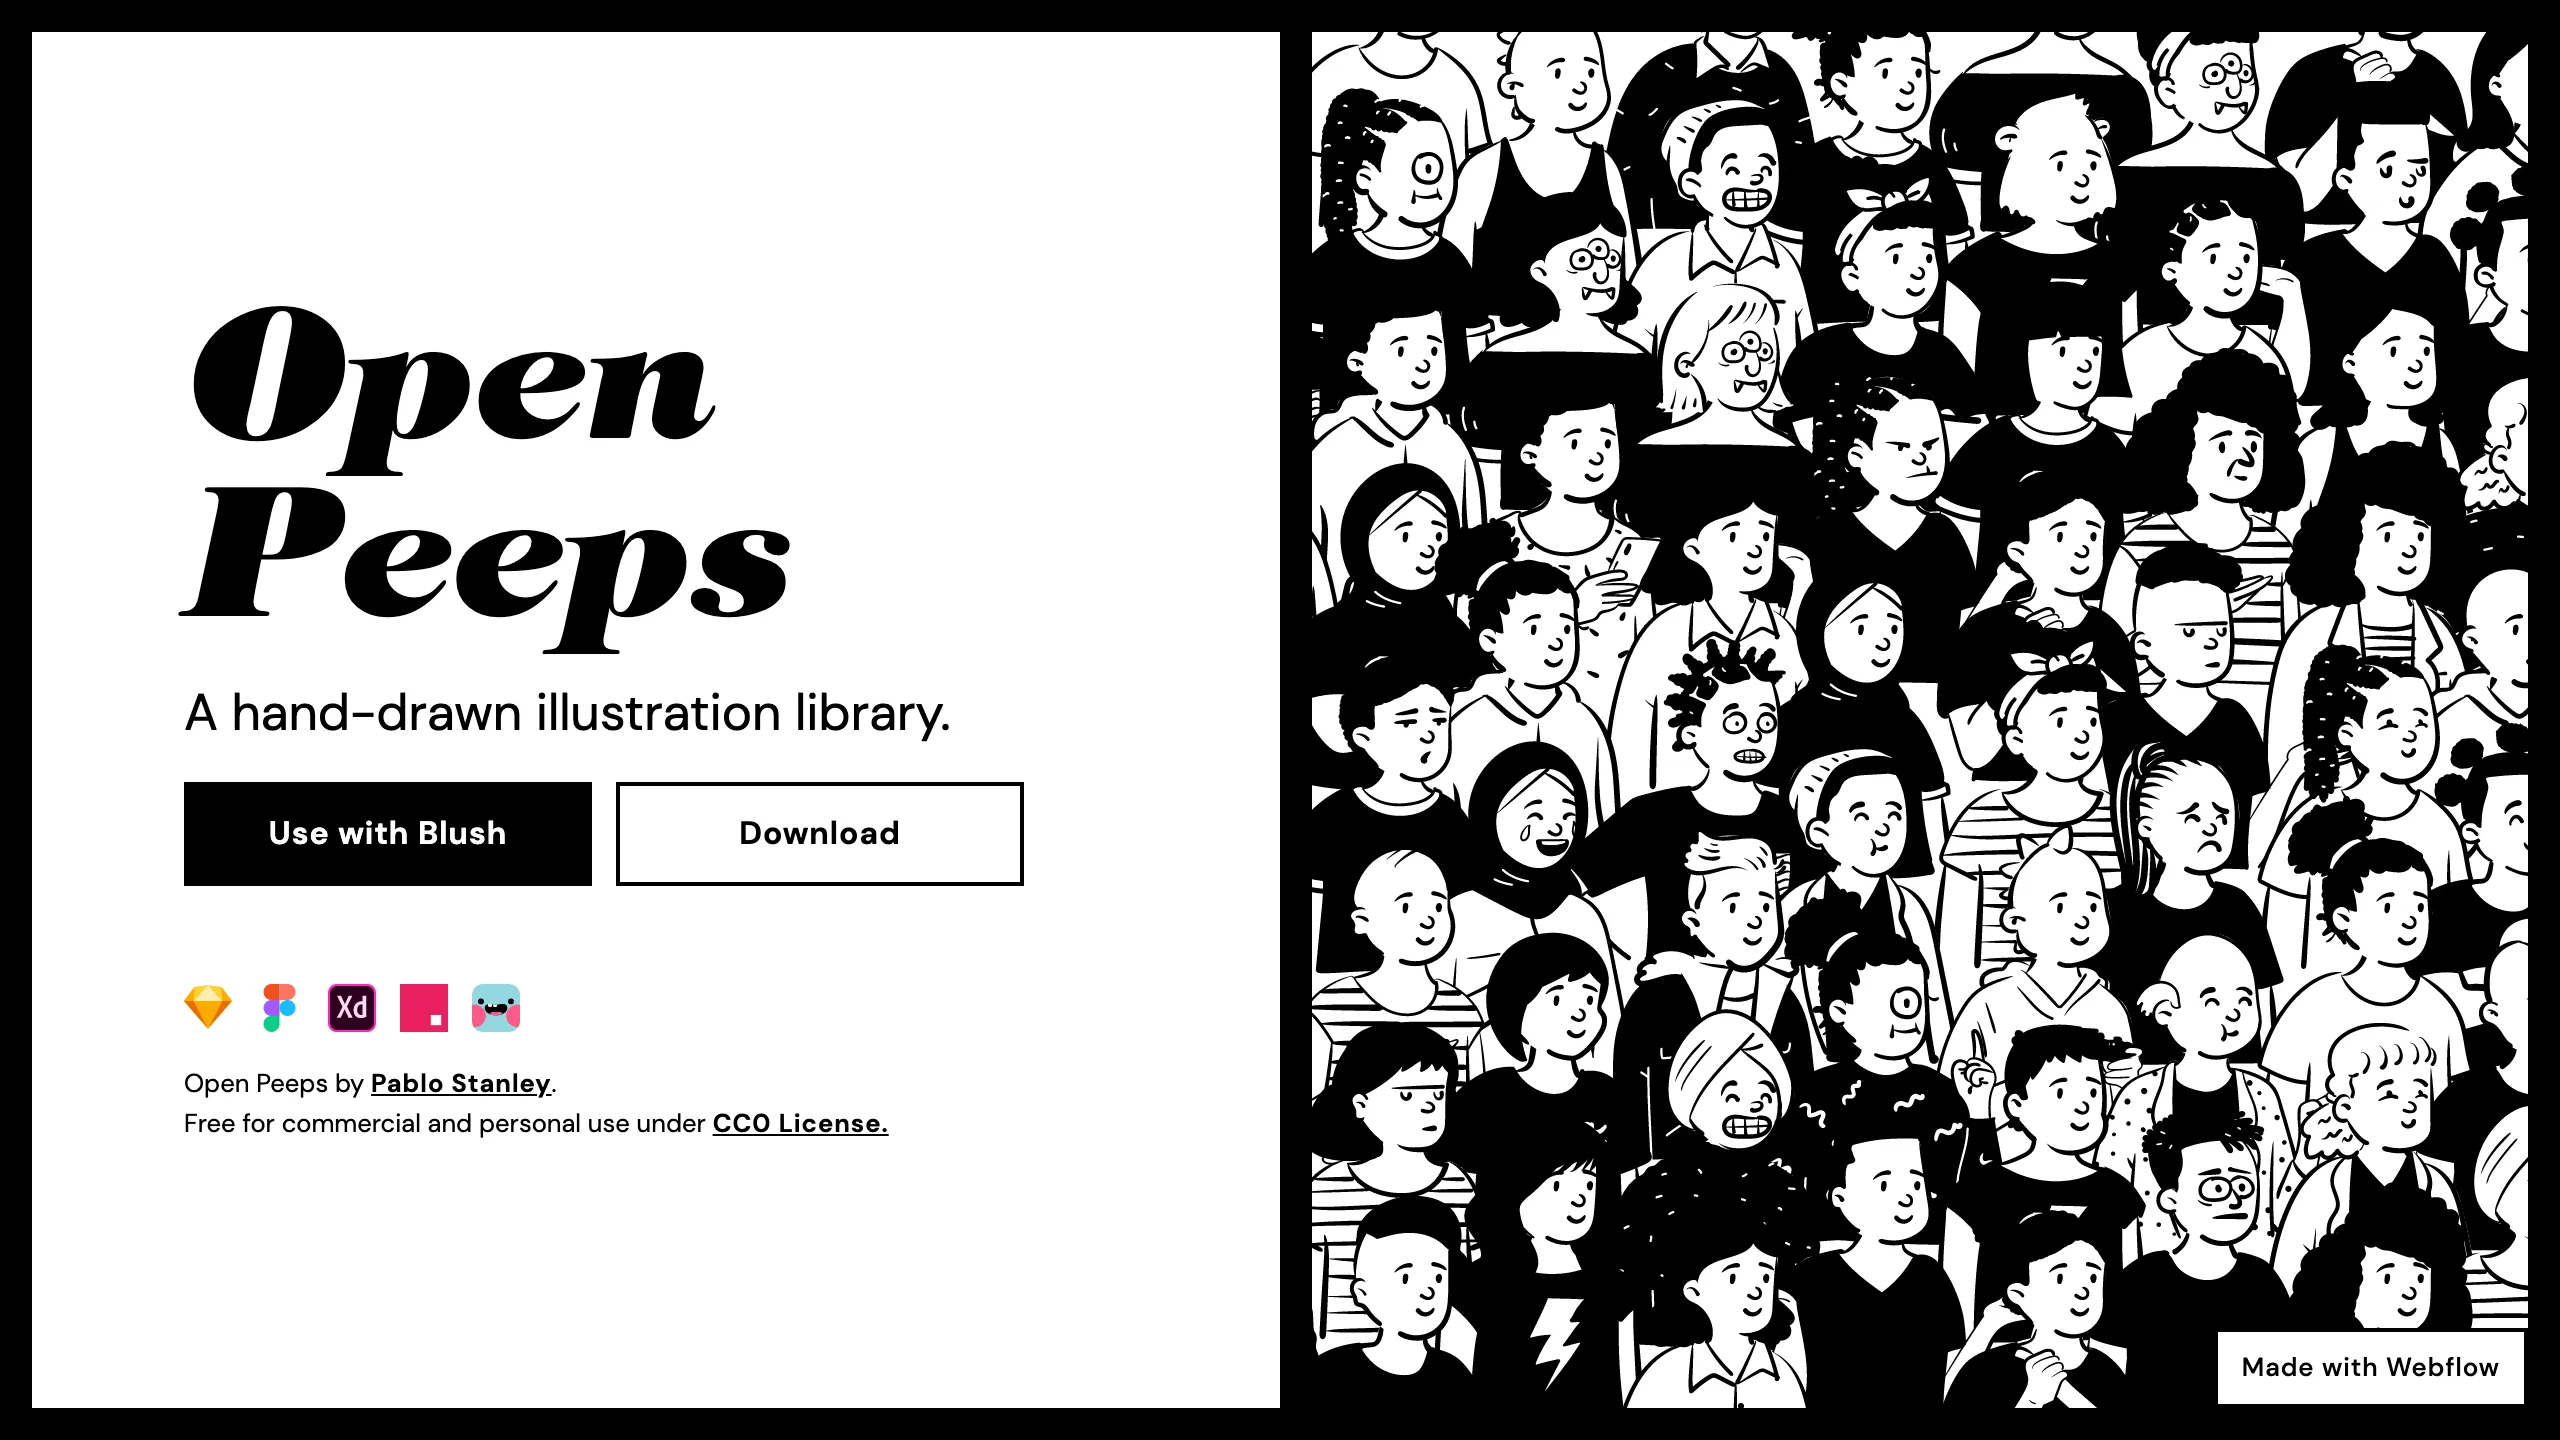 Open
Peeps
A hand-drawn illustration library.
Use with Blush
Download
Xd
Open Peeps by Pablo Stanley.
Free for commercial and personal use under CC0 License.
Made with Webflow